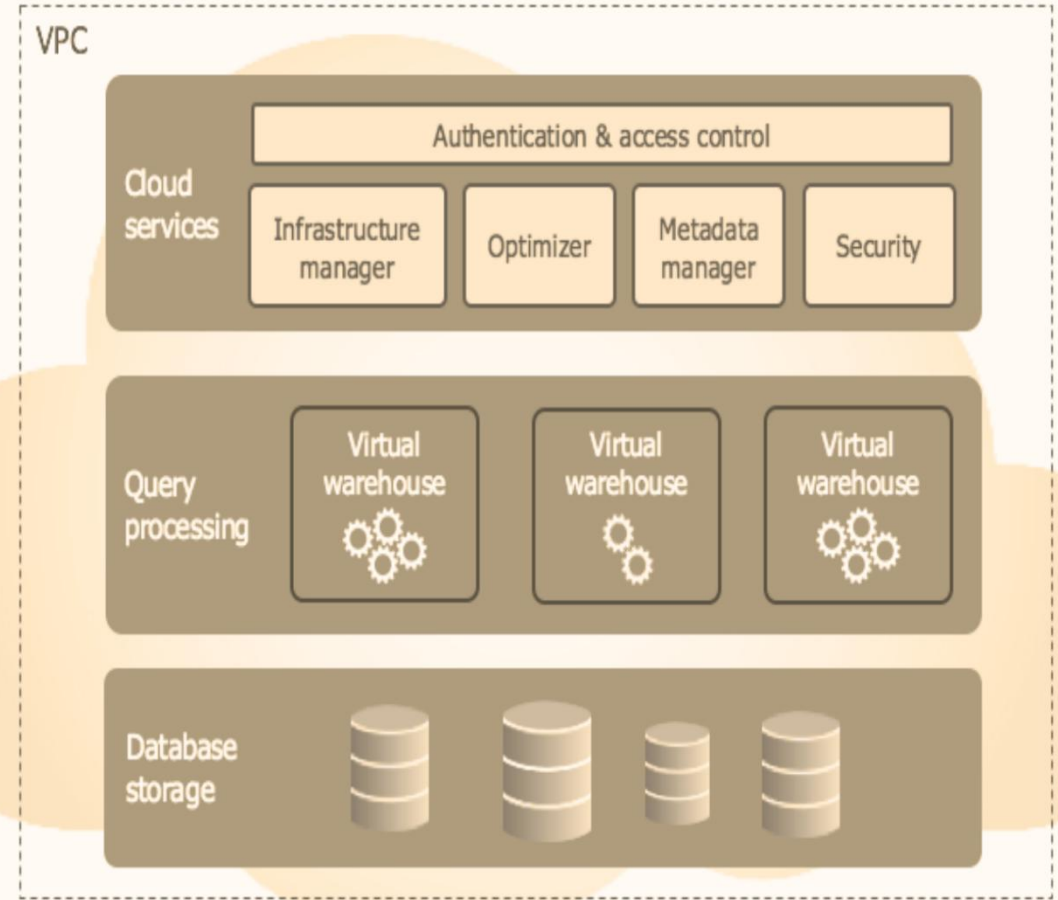 VPC
Authentication & access control
Cloud
services
Infrastructure
manager
Optimizer
Metadata
manager
Security
Query
processing
Virtual
warehouse
Virtual
warehouse
Virtual
warehouse
Database
storage